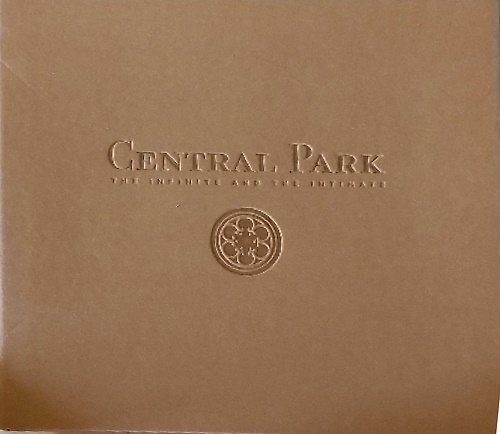 CENTRAL PARK
THE INFINITE AND THE INTIMATE